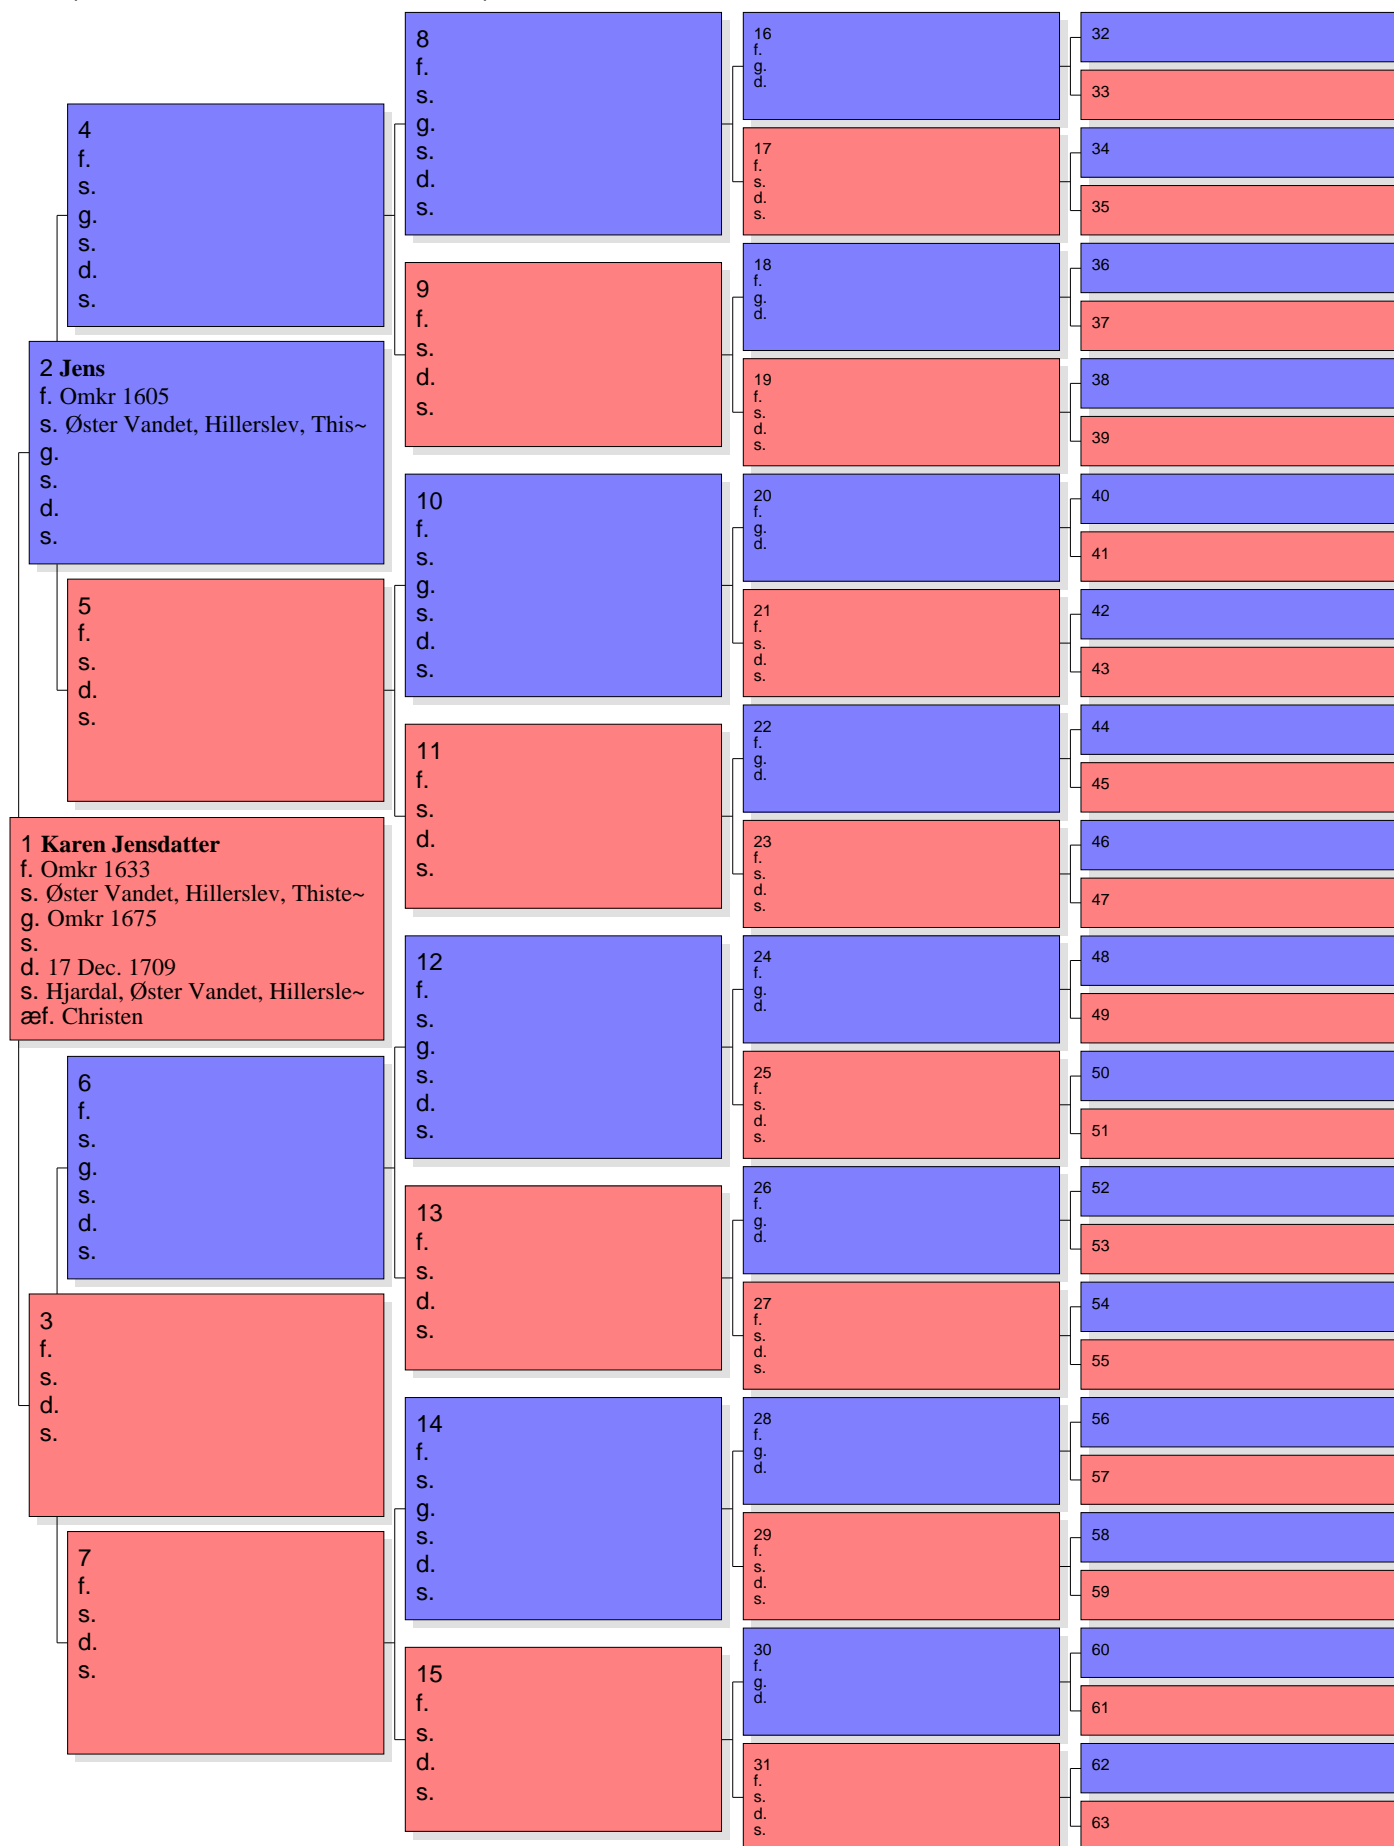 8
f.
s.
g.
s.
d.
s.
4
f.
s.
g.
s.
d.
s.
9
f.
s.
d.
s.
2 Jens
f. Omkr 1605
s. Øster Vandet, Hillerslev, This~
g.
s.
d.
s.
10
f.
s.
g.
s.
d.
s.
5
f.
s.
d.
s.
11
f.
s.
d.
s.
1 Karen Jensdatter
f. Omkr 1633
s. Øster Vandet, Hillerslev, Thiste~
g. Omkr 1675
s.
d. 17 Dec. 1709
s. Hjardal, Øster Vandet, Hillersle~
æf. Christen
12
f.
s.
g.
s.
d.
s.
6
f.
s.
g.
s.
d.
s.
13
f.
s.
d.
s.
3
f.
s.
d.
s.
14
f.
s.
g.
s.
d.
s.
7
f.
s.
d.
s.
15
f.
s.
d.
s.
16
f.
g.
d.
17
f.
s.
d.
s.
18
f.
g.
d.
19
f.
s.
d.
s.
20
f.
g.
d.
21
f.
s.
d.
s.
22
f.
g.
d.
23
f.
s.
d.
s.
24
f.
g.
d.
25
f.
s.
d.
s.
26
f.
g.
d.
27
f.
s.
d.
s.
28
f.
g.
d.
29
f.
s.
d.
s.
30
f.
g.
d.
31
f.
s.
d.
s.
32
33
34
35
36
37
38
39
40
41
42
43
44
45
46
47
48
49
50
51
52
53
54
55
56
57
58
59
60
61
62
63